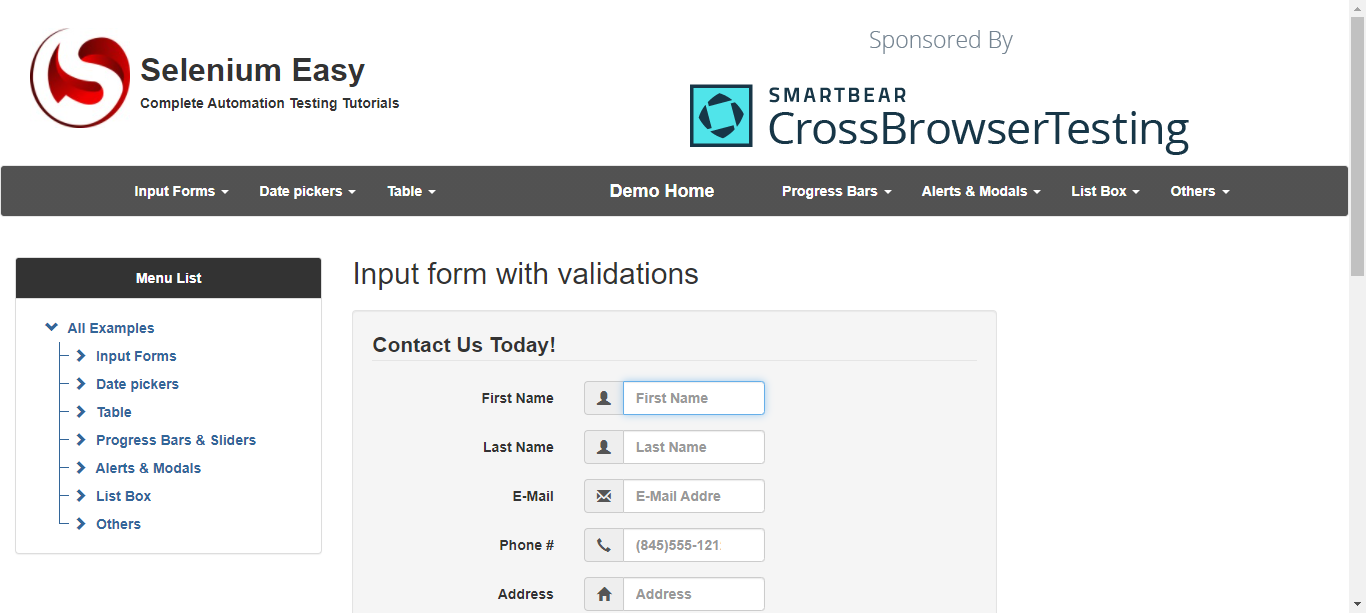 Selenium Easy
Complete Automation Testing Tutorials
Sponsored By
SMARTBEAR
CrossBrowserTesting
Input Forms
Date pickers
Table
Demo Home
Progress Bars
Alerts & Modals
List Box
Others
Menu List
All Examples
Input Forms
Date pickers
Table
Progress Bars & Sliders
Alerts & Modals
List Box
Others
Input form with validations
Contact Us Today!
First Name
First Name
Last Name
Last Name
E-Mail
E-Mail Addre
Phone #
(845)555-121
Address
Address